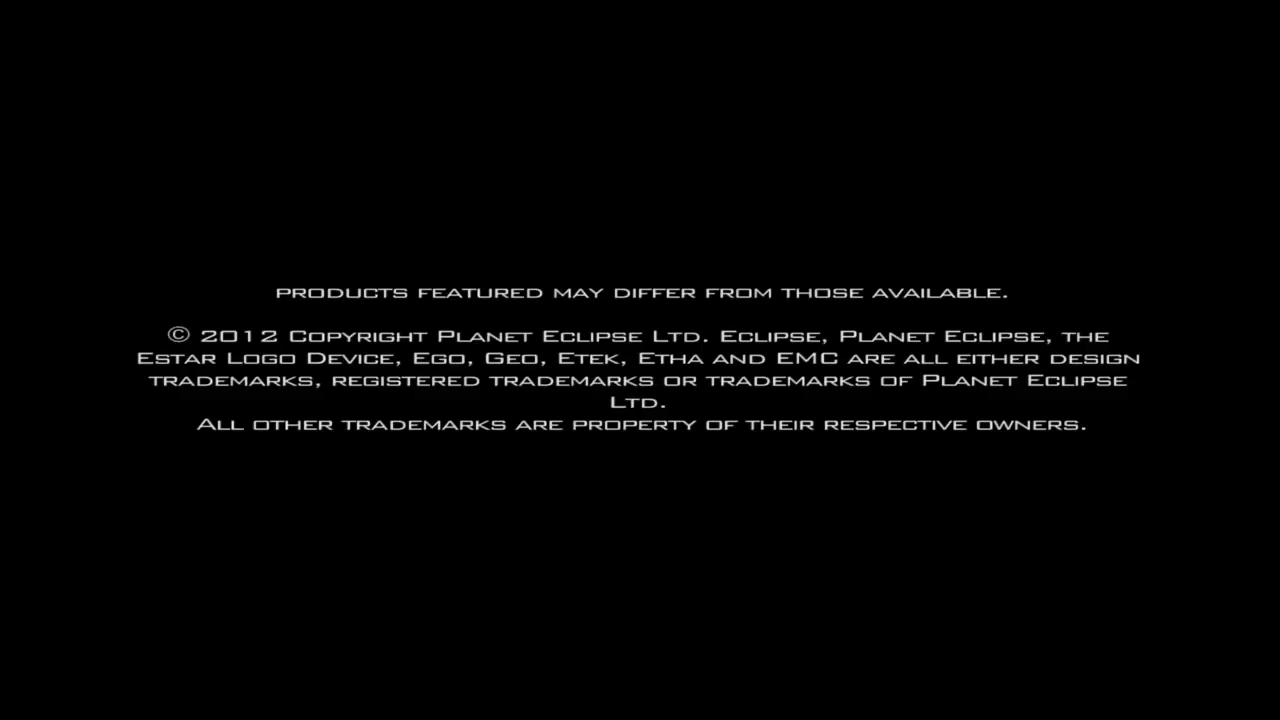 PRODUCTS FEATURED MAY DIFFER FROM THOSE AVAILABLE.
© 2012 COPYRIGHT PLANET ECLIPSE LTD. ECLIPSE, PLANET ECLIPSE, THE
ESTAR LOGO DEVICE, EGO, GEO, ETEK, ETHA AND EMC ARE ALL EITHER DESIGN
TRADEMARKS, REGISTERED TRADEMARKS OR TRADEMARKS OF PLANET ECLIPSE
LTD.
ALL OTHER TRADEMARKS ARE PROPERTY OF THEIR RESPECTIVE OWNERS.